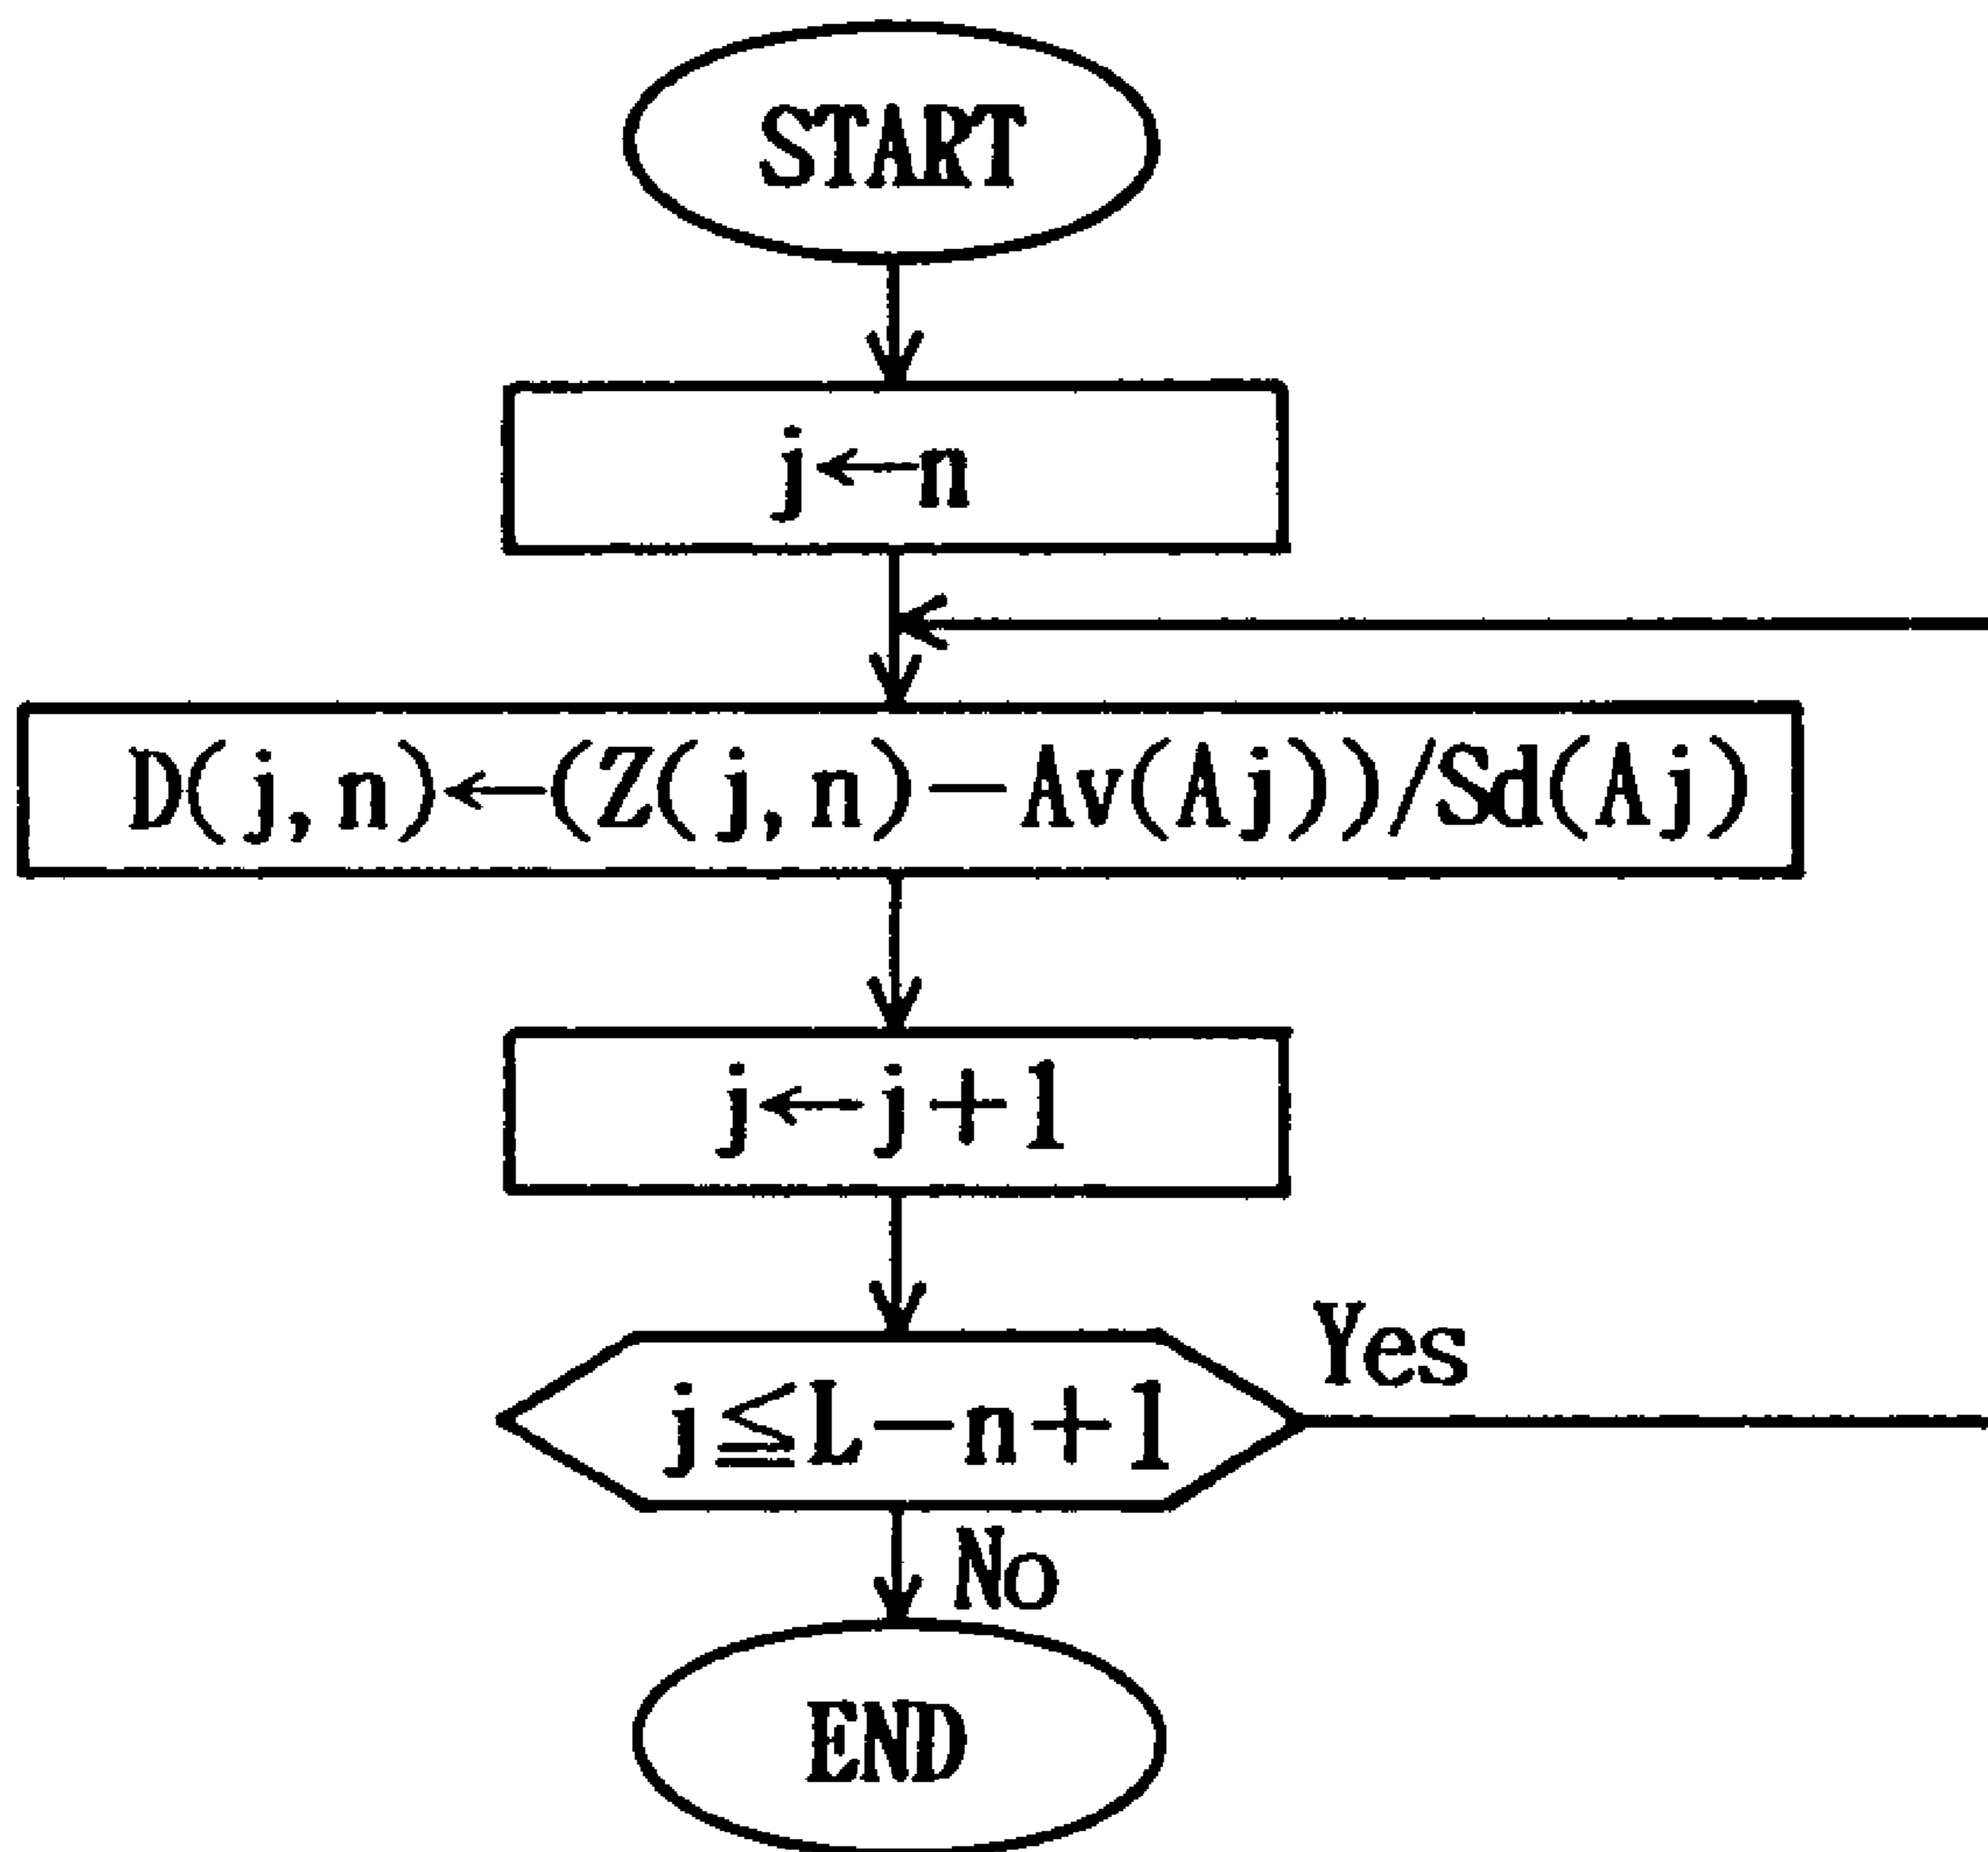 START
j←n
D(j,n)←(Z(j,n)−Av(Aj))/Sd(Aj)
j←j+1
Yes
j≦L−n+1
No
END